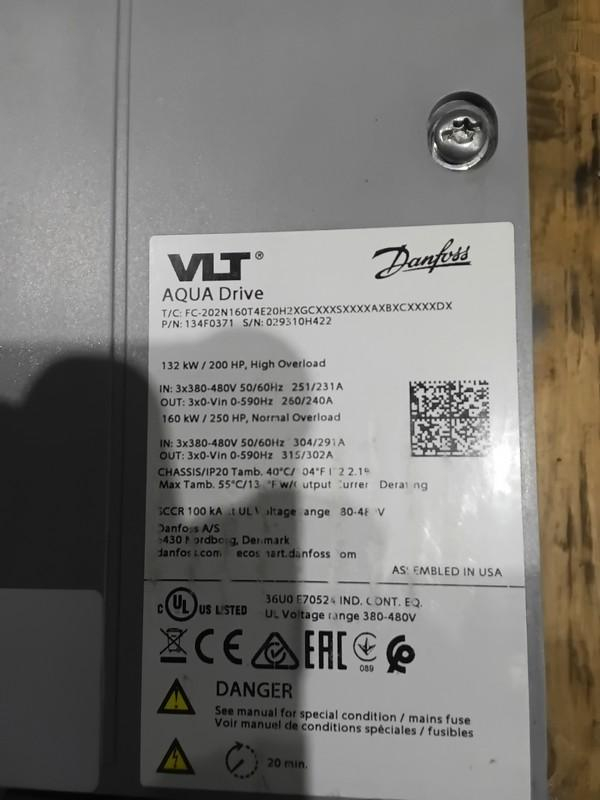 VLT® Danfoss
AQUA Drive
T/C: FC-202N160T4E20H2XGCXXXSXXXXAXBXCXXXXDX
P/N: 134F0371 S/N: 029310H422
132 kW / 200 HP, High Overload
IN: 3x380-480V 50/60Hz 251/231A
OUT: 3x0-Vin 0-590Hz 260/240A
160 kW / 250 HP, Normal Overload
IN: 3x380-480V 50/60Hz 304/291A
OUT: 3x0-Vin 0-590Hz 315/302A
CHASSIS/IP20 Tamb. 40°C/
Max Tamb. 55°C/
SCCR 100 kA UL
Danfoss A/S
Denmark
danfoss.com
ASSEMBLED IN USA
C UL US LISTED 36U0 E70524 IND. CONT. EQ.
UL Voltage range 380-480V
CE EAC
089
DANGER
See manual for special condition / mains fuse
Voir manuel de conditions spéciales / fusibles
20 min.